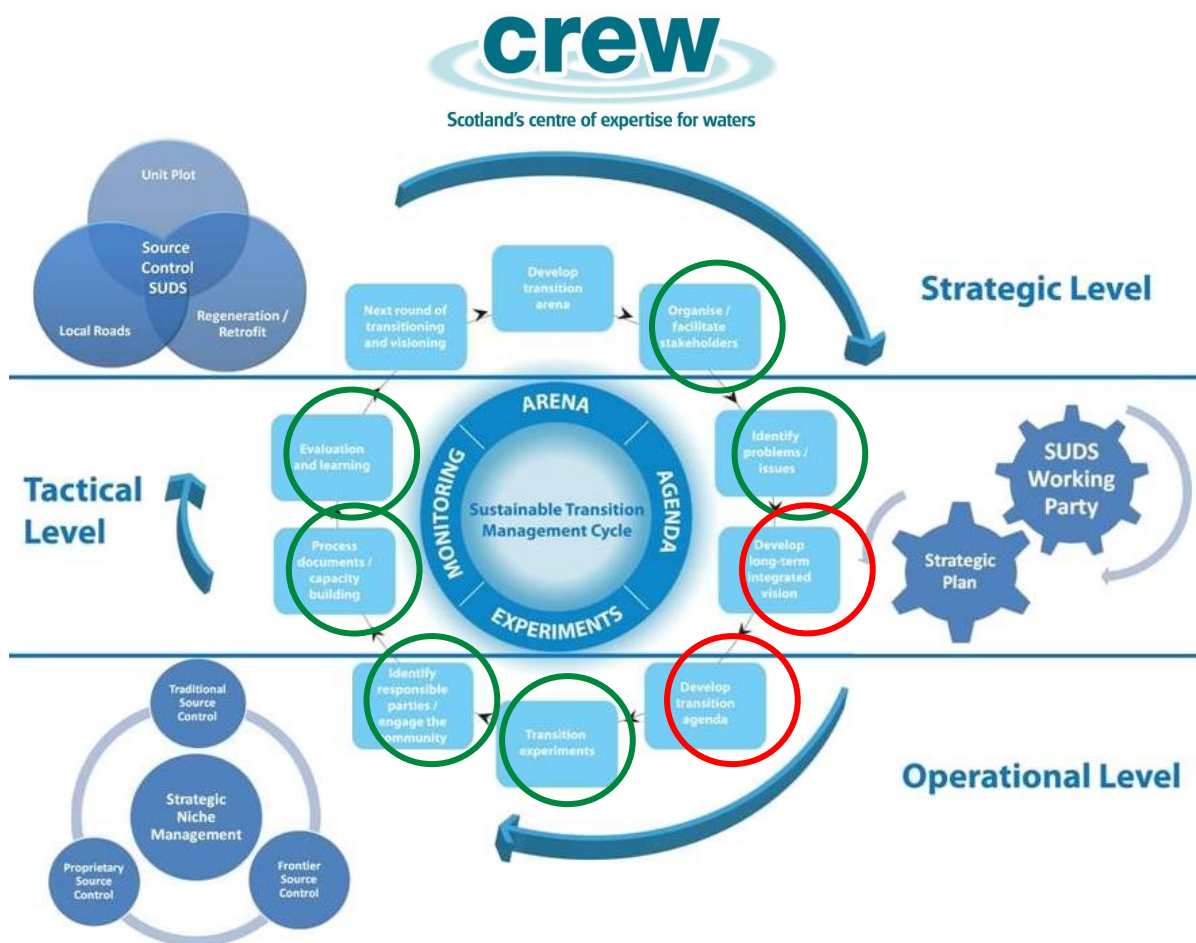 crew
Scotland's centre of expertise for waters
Unit Plot
Source
Control
SUDS
Local Roads
Regeneration /
Retrofit
Strategic Level
Develop
transition
arena
Next round of
transitioning
and visioning
Organise /
facilitate
stakeholders
Evaluation
and learning
Identify
problems /
issues
ARENA
AGENDA
EXPERIMENTS
MONITORING
Sustainable Transition
Management Cycle
Tactical
Level
SUDS
Working
Party
Strategic
Plan
Process
documents /
capacity
building
Develop
long-term
integrated
vision
Identify
responsible
parties /
engage the
community
Transition
experiments
Develop
transition
agenda
Operational Level
Traditional
Source
Control
Strategic
Niche
Management
Proprietary
Source
Control
Frontier
Source
Control